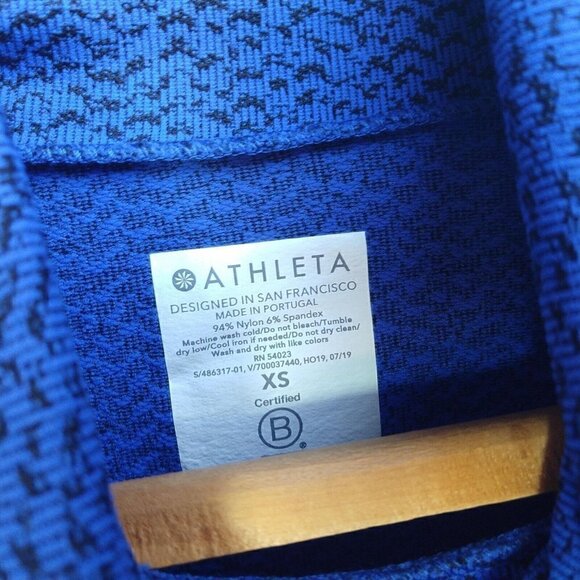 ATHLETA
DESIGNED IN SAN FRANCISCO
MADE IN PORTUGAL
94% Nylon 6% Spandex
Machine wash cold/Do not bleach/Tumble
dry low/Cool iron if needed/Do not dry clean/
Wash and dry with like colors
RN 54023
S/486317-01, V/700037440, HO19, 07/19
XS
Certified
B
®